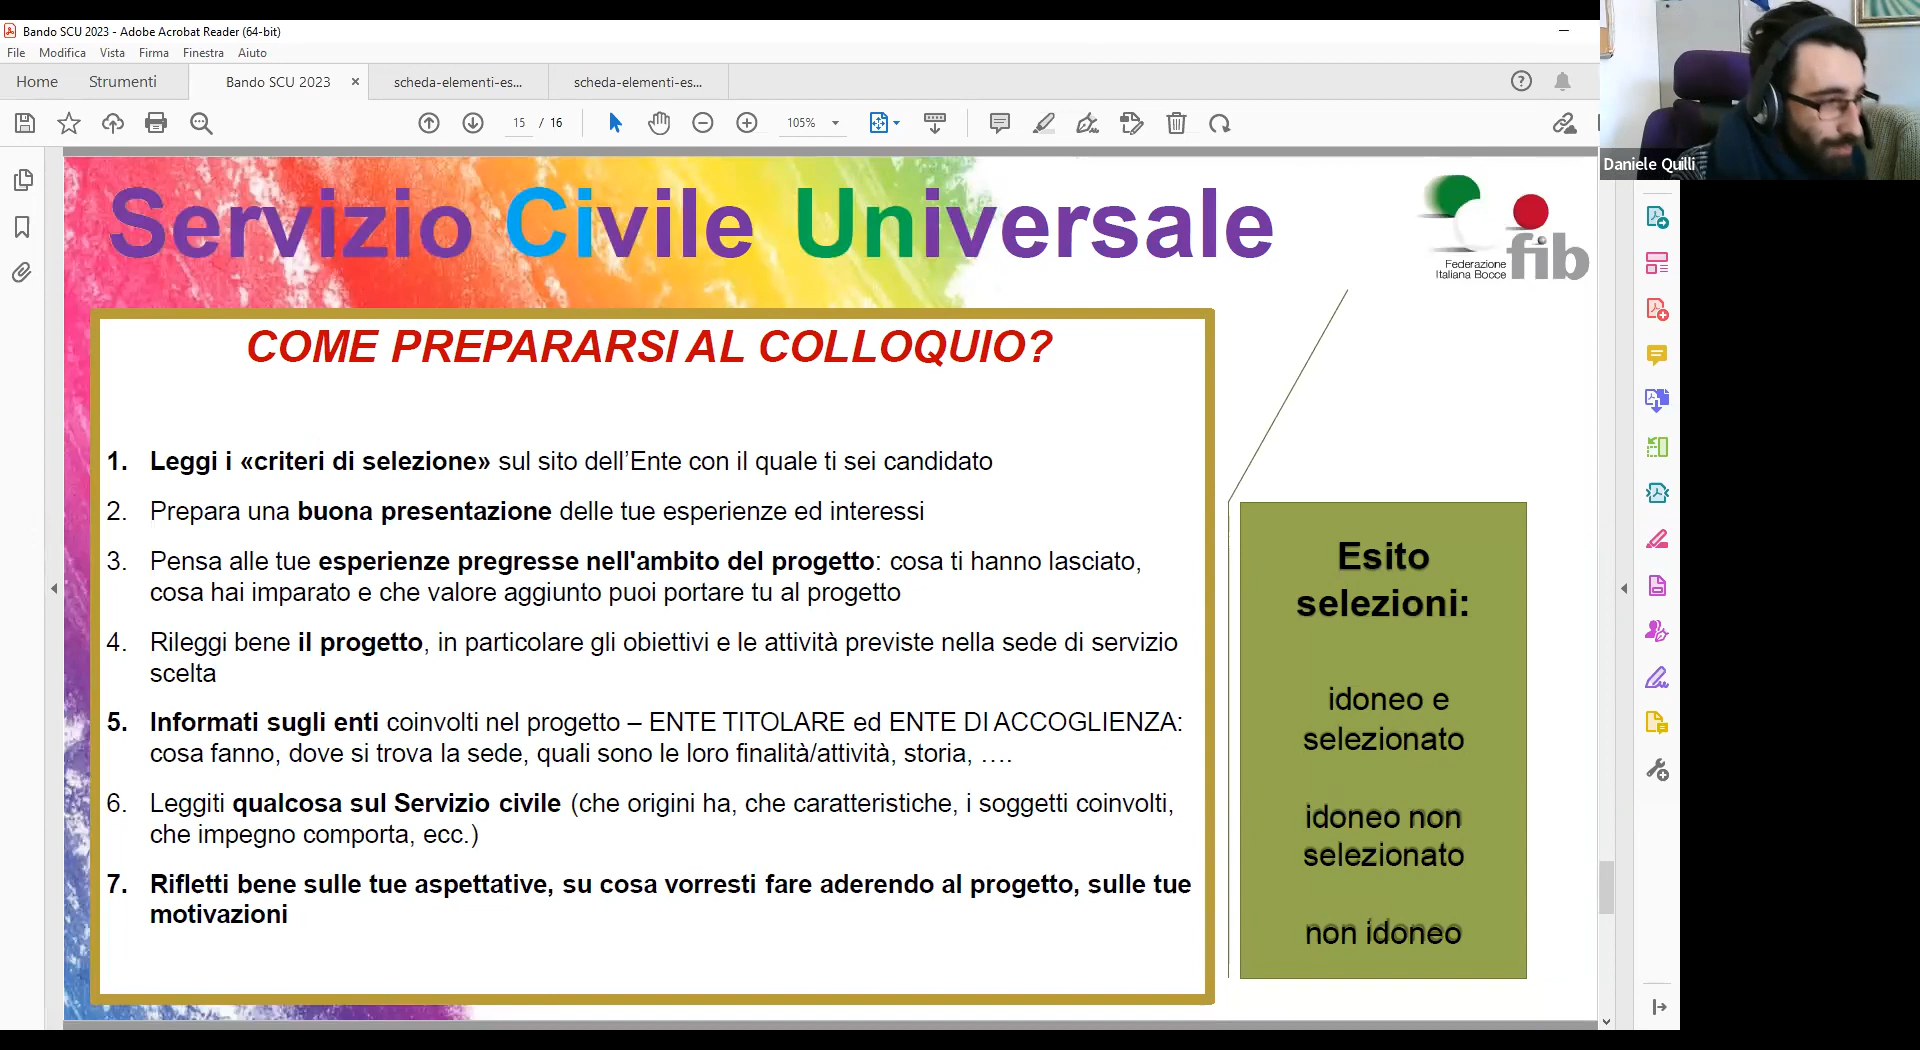 Bando SCU 2023 - Adobe Acrobat Reader (64-bit)
File Modifica Vista Firma Finestra Aiuto
Home Strumenti Bando SCU 2023 × scheda-elementi-es... scheda-elementi-es...
15 / 16 105%
Daniele Quilli
Servizio Civile Universale
fib
Federazione
Italiana Bocce
COME PREPARARSI AL COLLOQUIO?
1. Leggi i «criteri di selezione» sul sito dell'Ente con il quale ti sei candidato
2. Prepara una buona presentazione delle tue esperienze ed interessi
3. Pensa alle tue esperienze pregresse nell'ambito del progetto: cosa ti hanno lasciato,
cosa hai imparato e che valore aggiunto puoi portare tu al progetto
4. Rileggi bene il progetto, in particolare gli obiettivi e le attività previste nella sede di servizio
scelta
5. Informati sugli enti coinvolti nel progetto – ENTE TITOLARE ed ENTE DI ACCOGLIENZA:
cosa fanno, dove si trova la sede, quali sono le loro finalità/attività, storia, ….
6. Leggiti qualcosa sul Servizio civile (che origini ha, che caratteristiche, i soggetti coinvolti,
che impegno comporta, ecc.)
7. Rifletti bene sulle tue aspettative, su cosa vorresti fare aderendo al progetto, sulle tue
motivazioni
Esito
selezioni:
idoneo e
selezionato
idoneo non
selezionato
non idoneo